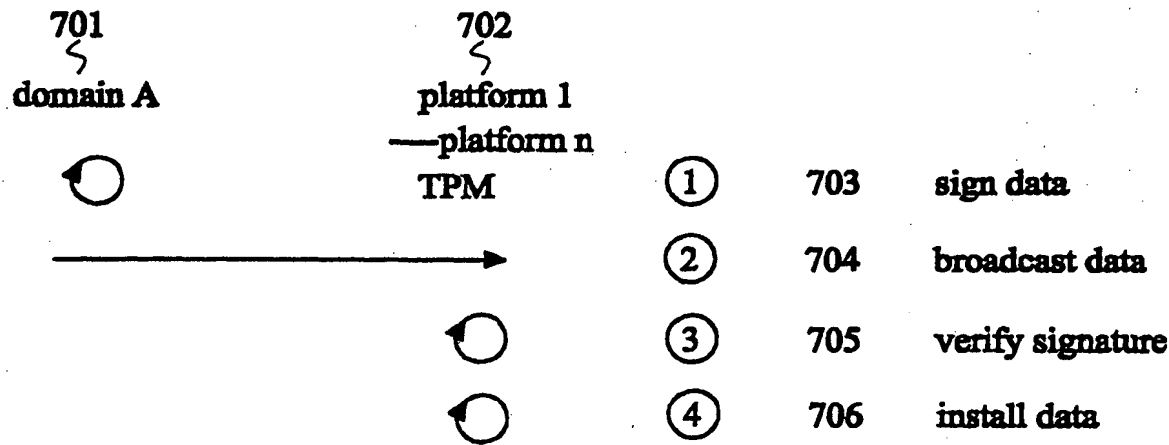 701 702
domain A platform 1
—platform n
TPM ① 703 sign data
② 704 broadcast data
③ 705 verify signature
④ 706 install data